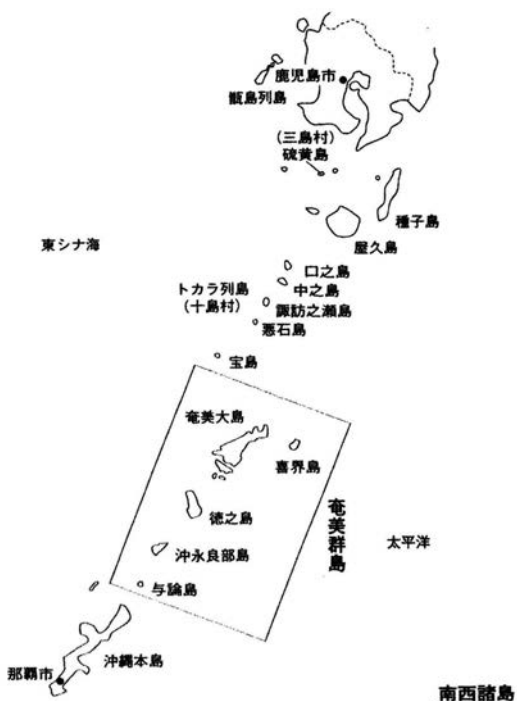 鹿児島市
甑島列島
(三島村)
硫黄島
種子島
屋久島
東シナ海
口之島
中之島
トカラ列島
(十島村)
諏訪之瀬島
悪石島
宝島
奄美大島
喜界島
徳之島
奄美群島
太平洋
沖永良部島
与論島
沖縄本島
那覇市
南西諸島